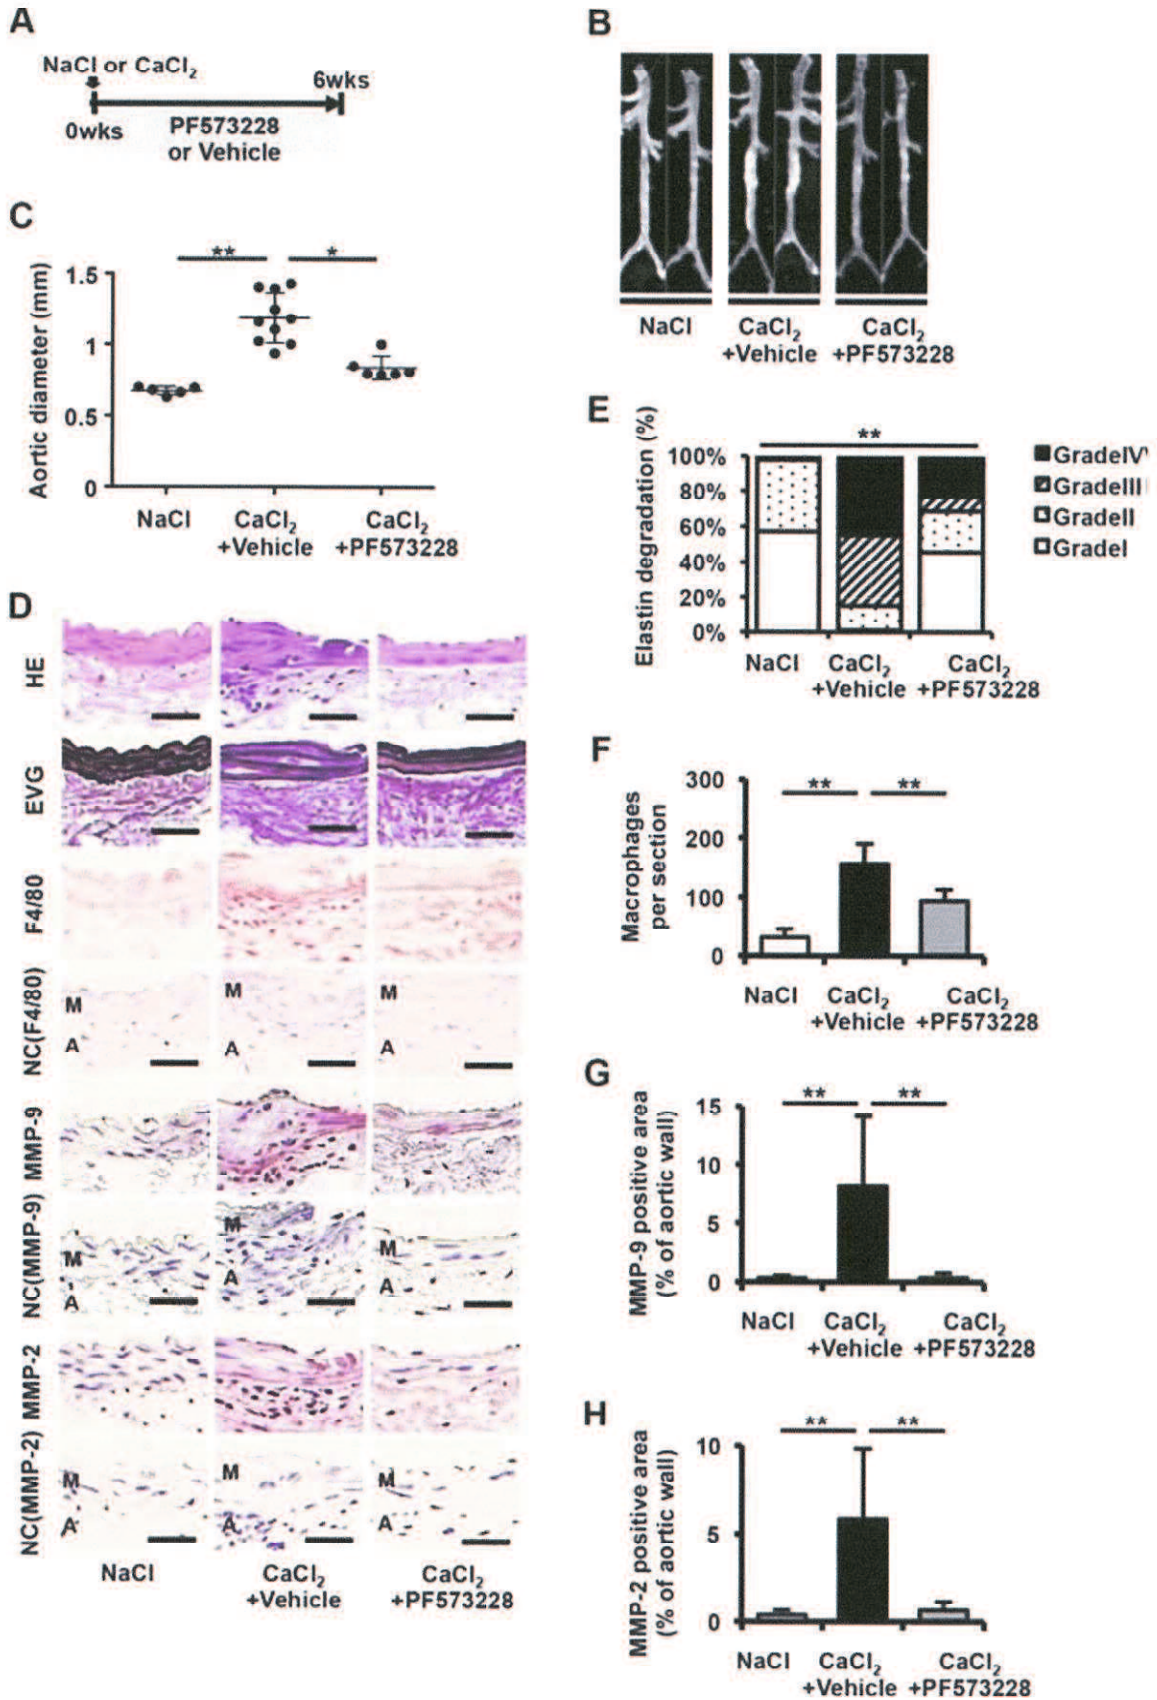 A
NaCl or CaCl2
6wks
0wks
PF573228
or Vehicle
B
NaCl
CaCl2
+Vehicle
CaCl2
+PF573228
C
**
*
Aortic diameter (mm)
1.5
1
0.5
0
NaCl
CaCl2
+Vehicle
CaCl2
+PF573228
D
HE
EVG
F4/80
NC(F4/80)
M
A
M
A
M
A
MMP-9
NC(MMP-9)
M
A
M
A
M
A
MMP-2
NC(MMP-2)
M
A
M
A
M
A
NaCl
CaCl2
+Vehicle
CaCl2
+PF573228
E
**
Elastin degradation (%)
100%
80%
60%
40%
20%
0%
NaCl
CaCl2
+Vehicle
CaCl2
+PF573228
GradeIV
GradeIII
GradeII
GradeI
F
**
**
Macrophages
per section
300
200
100
0
NaCl
CaCl2
+Vehicle
CaCl2
+PF573228
G
**
**
MMP-9 positive area
(% of aortic wall)
15
10
5
0
NaCl
CaCl2
+Vehicle
CaCl2
+PF573228
H
**
**
MMP-2 positive area
(% of aortic wall)
10
5
0
NaCl
CaCl2
+Vehicle
CaCl2
+PF573228